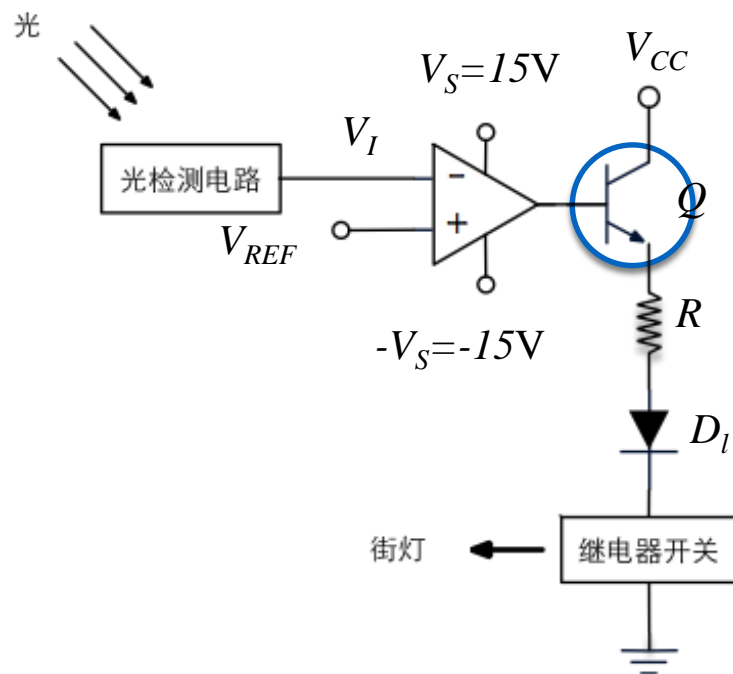 光
V_S=15V
V_CC
V_I
光检测电路
-
Q
V_REF
+
-V_S=-15V
R
D_l
街灯
继电器开关